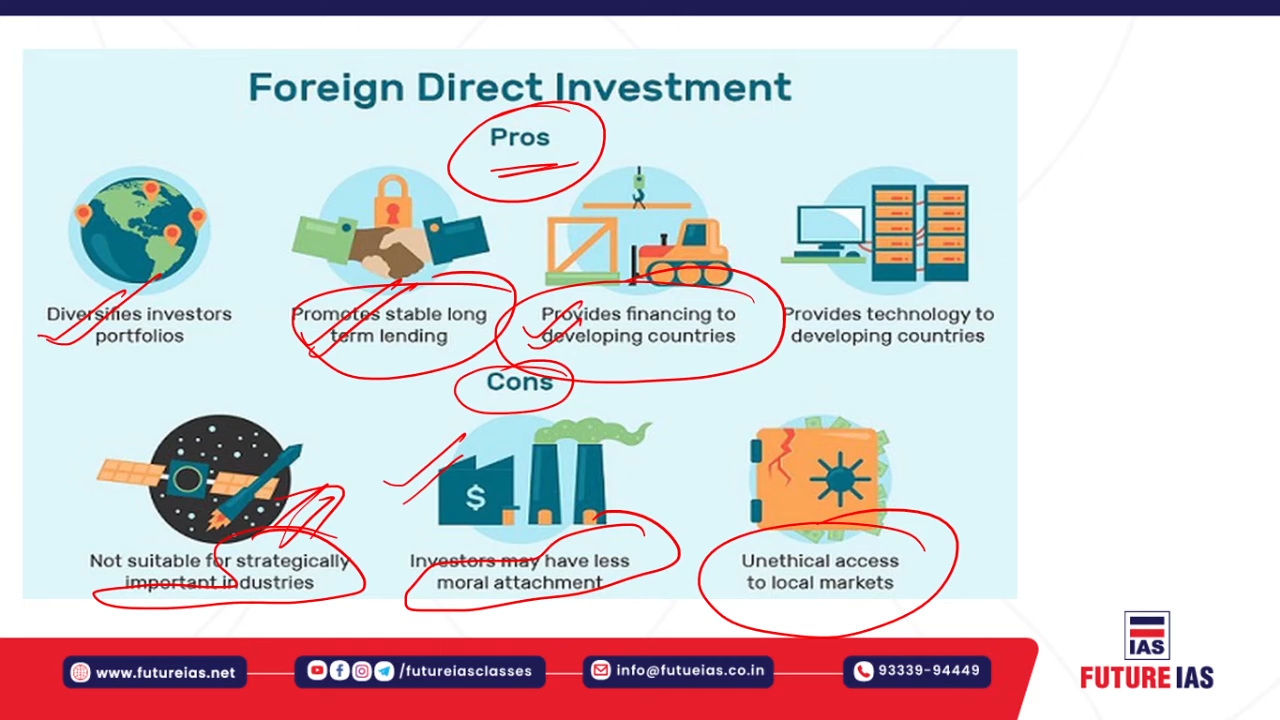 Foreign Direct Investment
Pros
Diversifies investors
portfolios
Promotes stable long
term lending
Provides financing to
developing countries
Provides technology to
developing countries
Cons
$
Not suitable for strategically
important industries
Investors may have less
moral attachment
Unethical access
to local markets
www.futureias.net
/futureiasclasses
info@futueias.co.in
93339-94449
IAS
FUTURE IAS